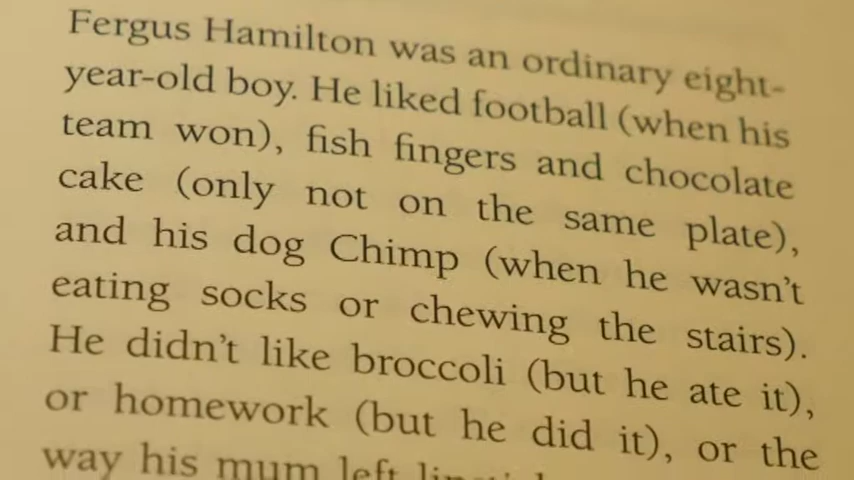 Fergus Hamilton was an ordinary eight-
year-old boy. He liked football (when his
team won), fish fingers and chocolate
cake (only not on the same plate),
and his dog Chimp (when he wasn't
eating socks or chewing the stairs).
He didn't like broccoli (but he ate it),
or homework (but he did it), or the
way his mum left